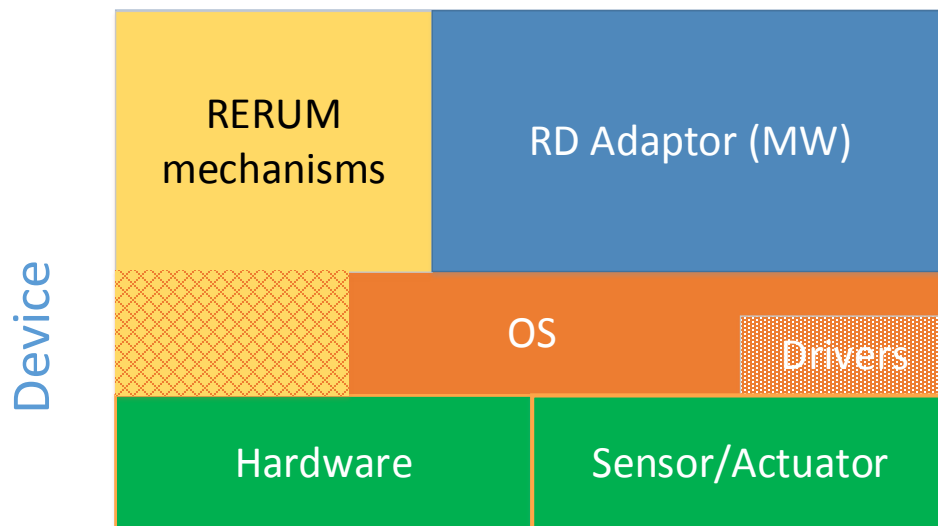 RERUM
mechanisms
RD Adaptor (MW)
Device
OS
Drivers
Hardware
Sensor/Actuator